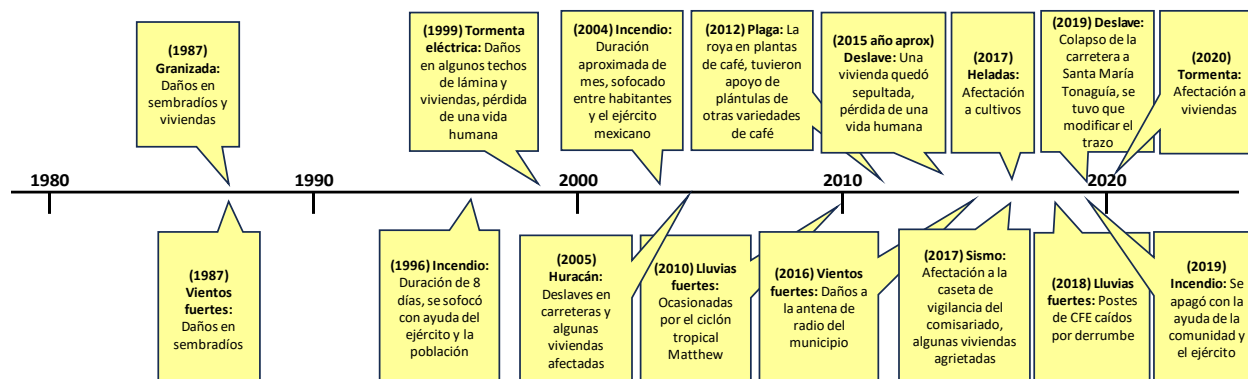 (1987)
Granizada:
Daños en
sembradíos y
viviendas
(1999) Tormenta
eléctrica: Daños
en algunos techos
de lámina y
viviendas, pérdida
de una vida
humana
(2004) Incendio:
Duración
aproximada de
mes, sofocado
entre habitantes
y el ejército
mexicano
(2012) Plaga: La
roya en plantas
de café, tuvieron
apoyo de
plántulas de
otras variedades
de café
(2015 año aprox)
Deslave: Una
vivienda quedó
sepultada,
pérdida de una
vida humana
(2017)
Heladas:
Afectación
a cultivos
(2019) Deslave:
Colapso de la
carretera a
Santa María
Tonaguía, se
tuvo que
modificar el
trazo
(2020)
Tormenta:
Afectación a
viviendas
1980
1990
2000
2010
2020
(1987)
Vientos
fuertes:
Daños en
sembradíos
(1996) Incendio:
Duración de 8
días, se sofocó
con ayuda del
ejército y la
población
(2005)
Huracán:
Deslaves en
carreteras y
algunas
viviendas
afectadas
(2010) Lluvias
fuertes:
Ocasionadas
por el ciclón
tropical
Matthew
(2016) Vientos
fuertes: Daños a
la antena de
radio del
municipio
(2017) Sismo:
Afectación a la
caseta de
vigilancia del
comisariado,
algunas viviendas
agrietadas
(2018) Lluvias
fuertes: Postes
de CFE caídos
por derrumbe
(2019)
Incendio: Se
apagó con la
ayuda de la
comunidad y
el ejército